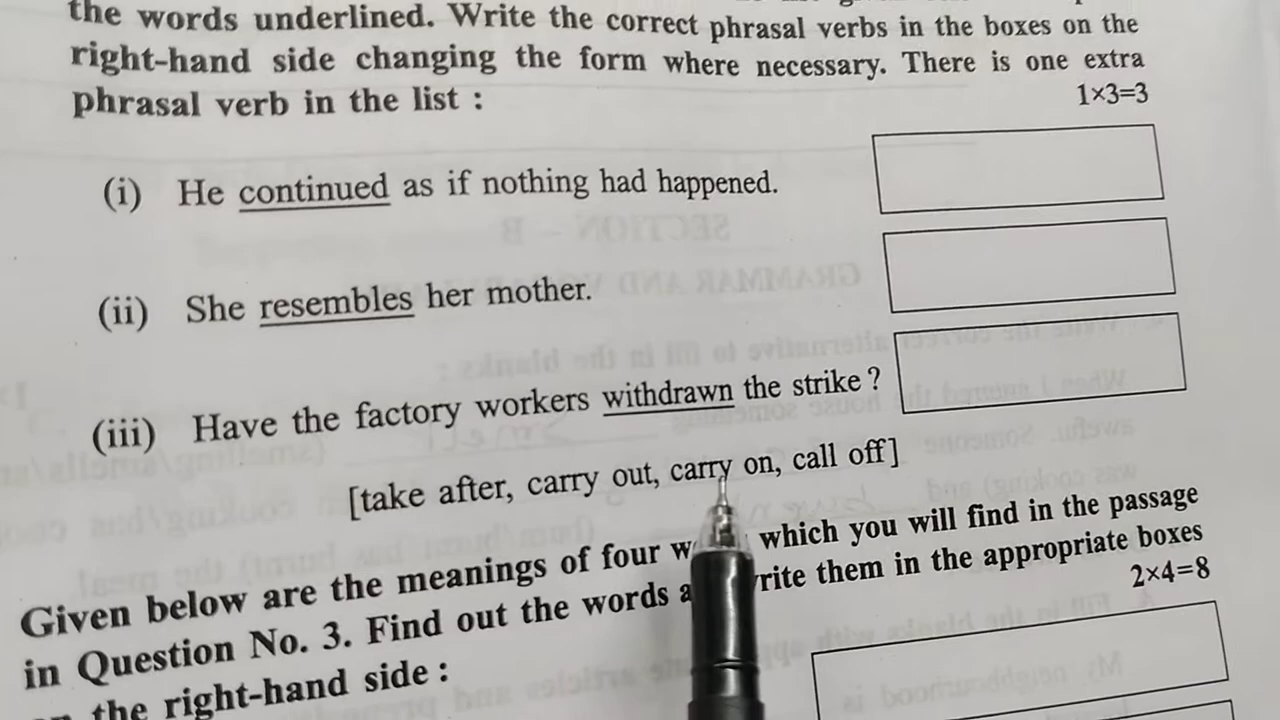 the words underlined. Write the correct phrasal verbs in the boxes on the
right-hand side changing the form where necessary. There is one extra
phrasal verb in the list :
1×3=3
(i) He continued as if nothing had happened.
(ii) She resembles her mother.
(iii) Have the factory workers withdrawn the strike ?
[take after, carry out, carry on, call off]
Given below are the meanings of four which you will find in the passage
in Question No. 3. Find out the words write them in the appropriate boxes
the right-hand side :
2×4=8
SECTION – B
GRAMMAR AND